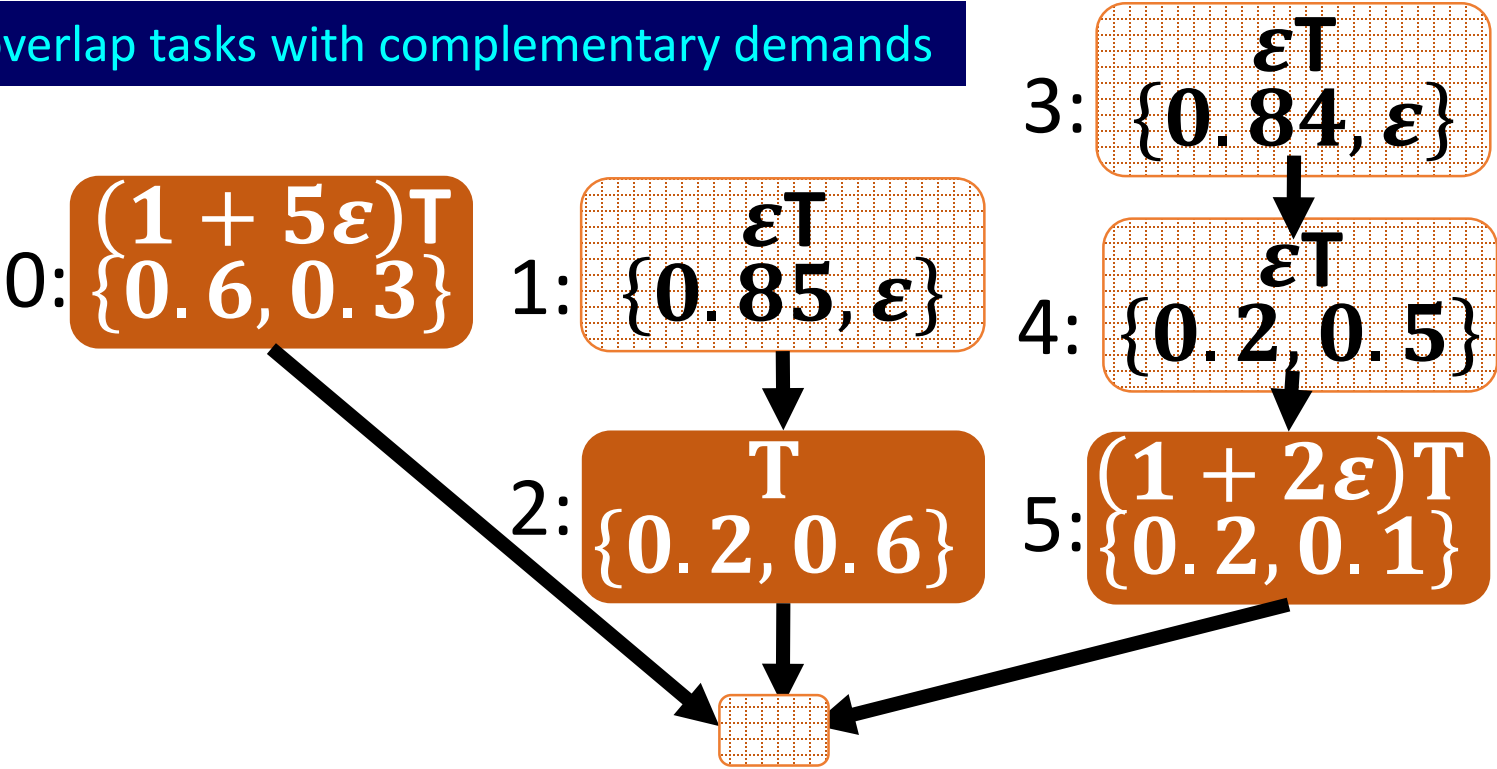 overlap tasks with complementary demands
0:
(1 + 5ε)T
{0.6, 0.3}
1:
εT
{0.85, ε}
2:
T
{0.2, 0.6}
3:
εT
{0.84, ε}
4:
εT
{0.2, 0.5}
5:
(1 + 2ε)T
{0.2, 0.1}